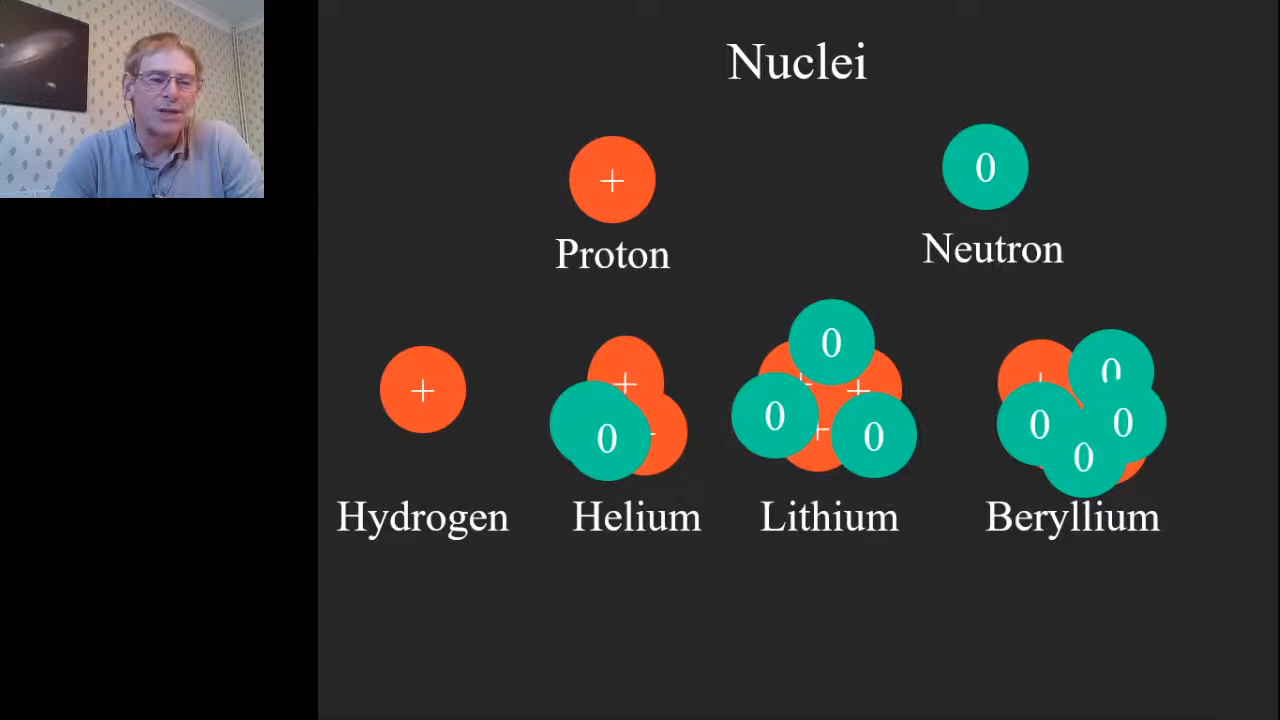 Nuclei
+
0
Proton
Neutron
+
+
0
0
+
0
+
0
0
0
0
0
Hydrogen
Helium
Lithium
Beryllium